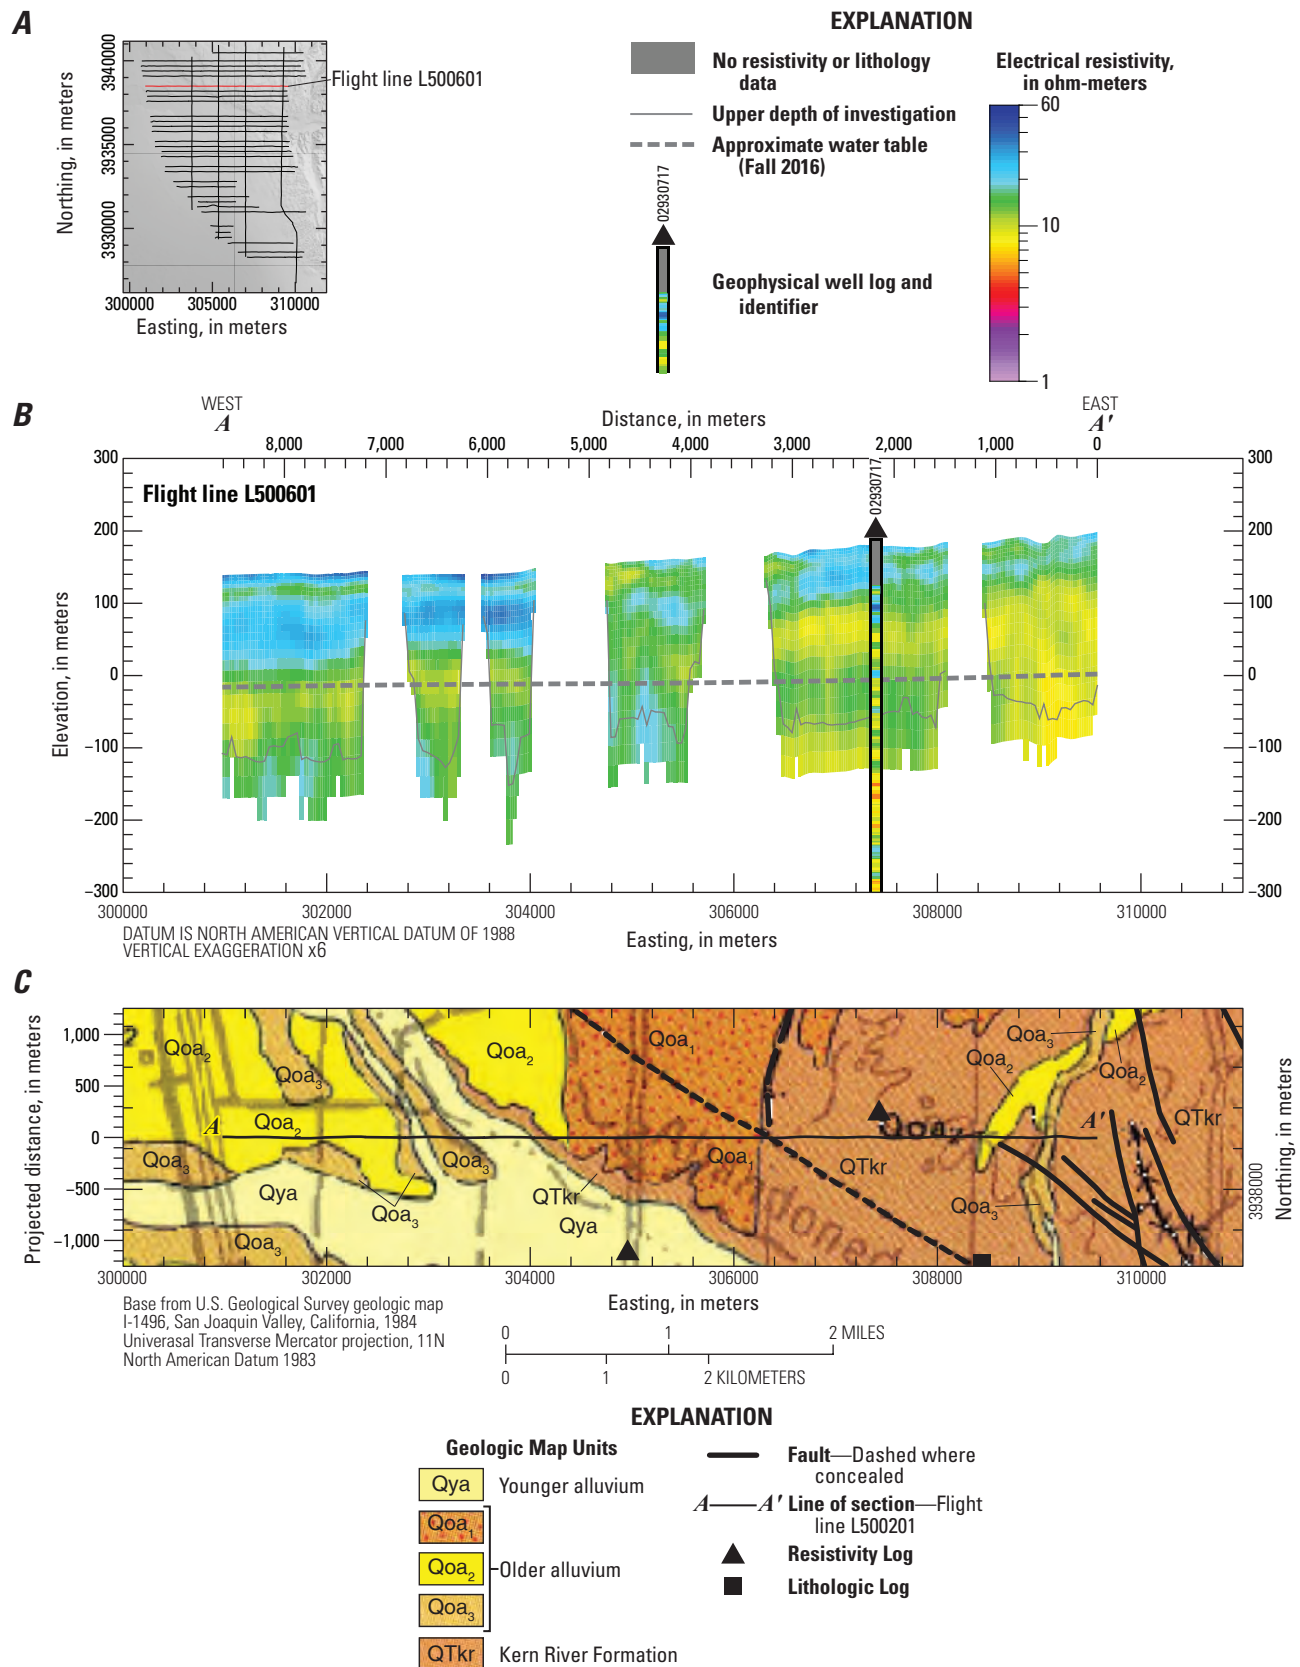 A
3940000
3935000
3930000
Northing, in meters
300000 305000 310000
Easting, in meters
Flight line L500601
EXPLANATION
No resistivity or lithology
data
Upper depth of investigation
Approximate water table
(Fall 2016)
02930717
Geophysical well log and
identifier
Electrical resistivity,
in ohm-meters
60
10
1
B
WEST
A
Distance, in meters
EAST
A′
8,000 7,000 6,000 5,000 4,000 3,000 2,000 1,000 0
Flight line L500601
02930717
300
200
100
0
−100
−200
−300
Elevation, in meters
300
200
100
0
−100
−200
−300
300000 302000 304000 306000 308000 310000
Easting, in meters
DATUM IS NORTH AMERICAN VERTICAL DATUM OF 1988
VERTICAL EXAGGERATION x6
C
1,000
500
0
−500
−1,000
Projected distance, in meters
Qoa2
Qoa3
Qoa2
Qoa1
Qoa3
Qoa2
Qoa2
A
Qoa2
Qoa2
A′
QTkr
Qoa3
Qoa3
Qoa1
QTkr
Qya
Qoa3
QTkr
Qya
Qoa3
Qoa3
3938000
Northing, in meters
300000 302000 304000 306000 308000 310000
Easting, in meters
Base from U.S. Geological Survey geologic map
I-1496, San Joaquin Valley, California, 1984
Univerasal Transverse Mercator projection, 11N
North American Datum 1983
0 1 2 MILES
0 1 2 KILOMETERS
EXPLANATION
Geologic Map Units
Qya Younger alluvium
Qoa1
Qoa2 Older alluvium
Qoa3
QTkr Kern River Formation
Fault—Dashed where
concealed
A—A′ Line of section—Flight
line L500201
Resistivity Log
Lithologic Log